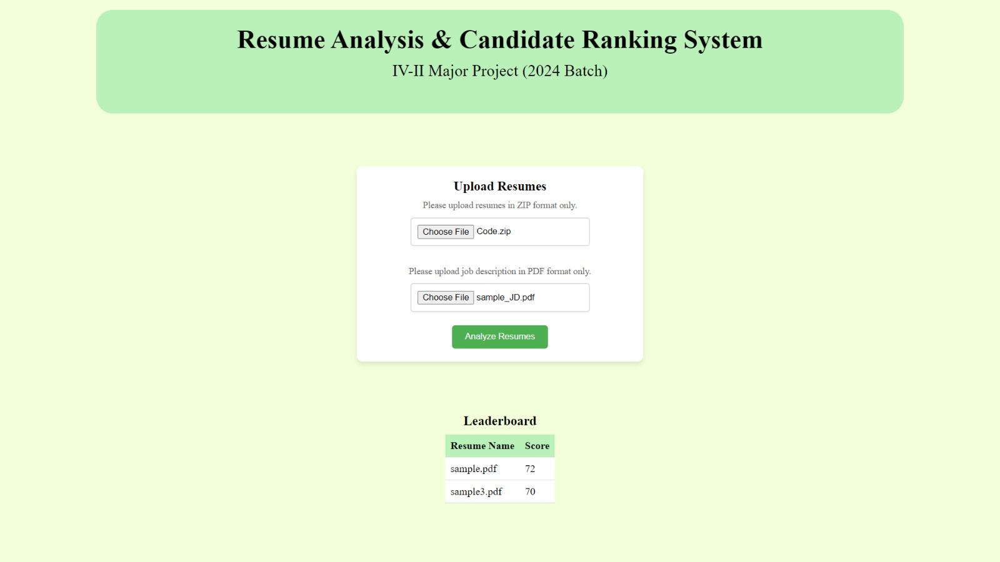 Resume Analysis & Candidate Ranking System
IV-II Major Project (2024 Batch)
Upload Resumes
Please upload resumes in ZIP format only.
Choose File Code.zip
Please upload job description in PDF format only.
Choose File sample_JD.pdf
Analyze Resumes
Leaderboard
Resume Name Score
sample.pdf 72
sample3.pdf 70